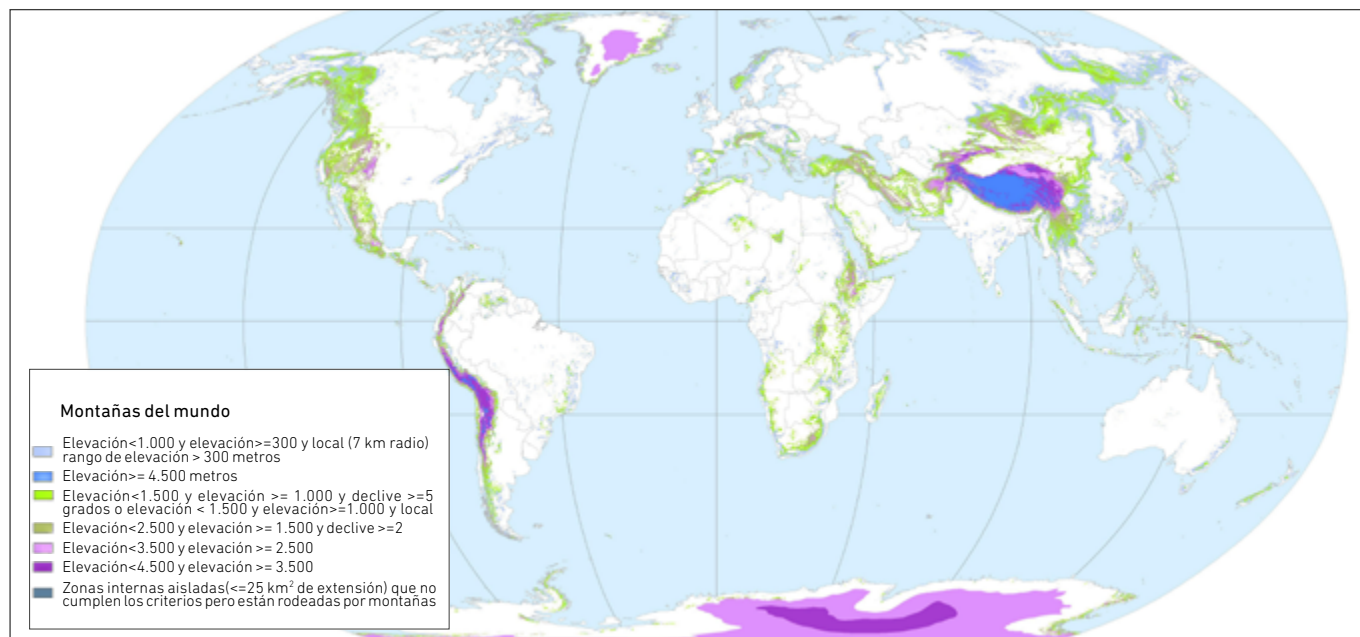 Montañas del mundo
Elevación<1.000 y elevación>=300 y local (7 km radio)
rango de elevación > 300 metros
Elevación>= 4.500 metros
Elevación<1.500 y elevación >= 1.000 y declive >=5
grados o elevación < 1.500 y elevación>=1.000 y local
Elevación<2.500 y elevación >= 1.500 y declive >=2
Elevación<3.500 y elevación >= 2.500
Elevación<4.500 y elevación >= 3.500
Zonas internas aisladas(<=25 km² de extensión) que no
cumplen los criterios pero están rodeadas por montañas